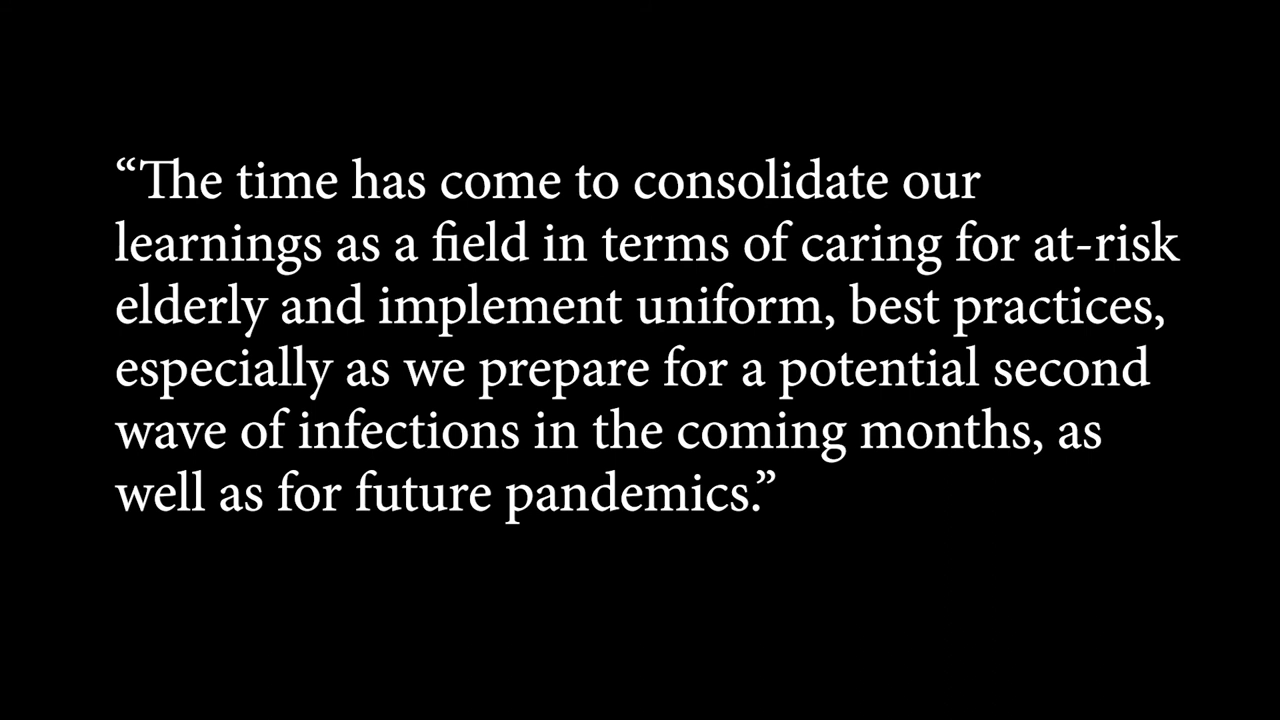 “The time has come to consolidate our
learnings as a field in terms of caring for at-risk
elderly and implement uniform, best practices,
especially as we prepare for a potential second
wave of infections in the coming months, as
well as for future pandemics.”